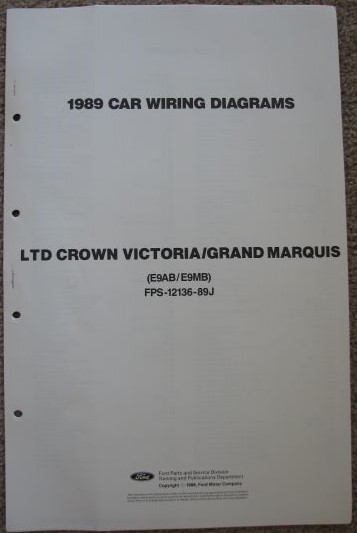 1989 CAR WIRING DIAGRAMS
LTD CROWN VICTORIA/GRAND MARQUIS
(E9AB/E9MB)
FPS-12136-89J
Ford
Ford Parts and Service Division
Training and Publications Department
Copyright © 1988, Ford Motor Company